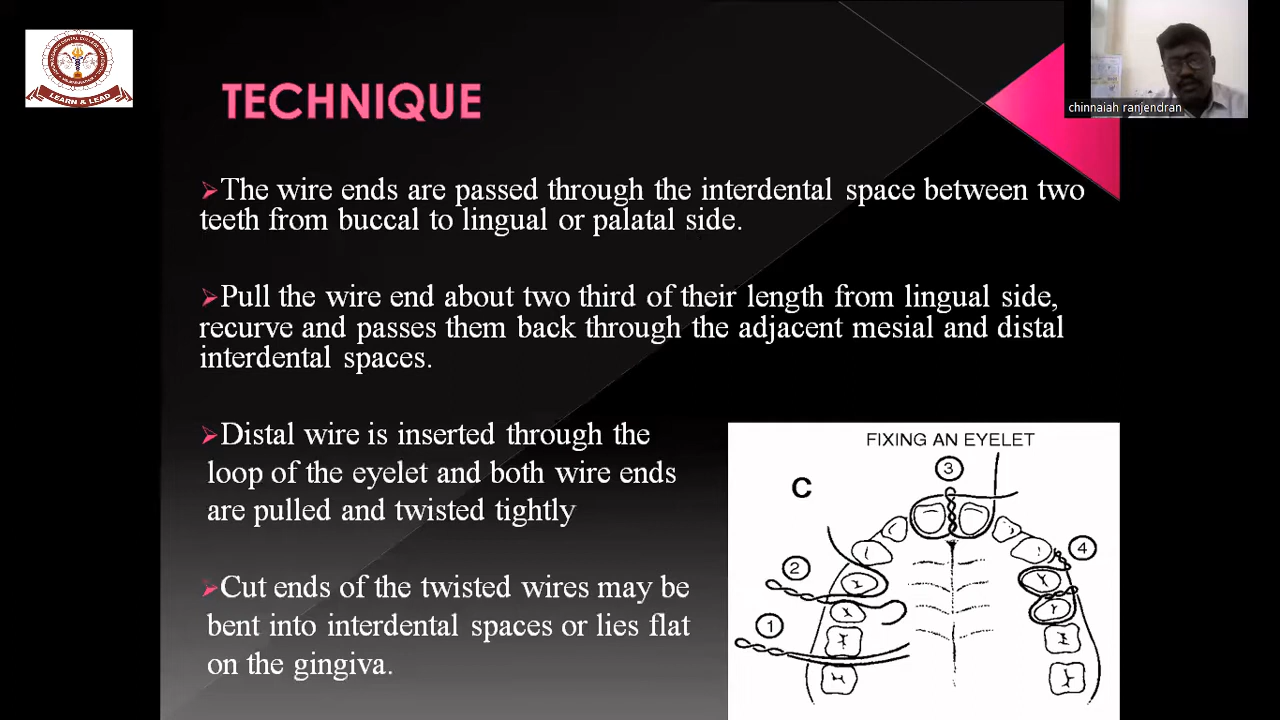 LEARN & LEAD
chinnaiah ranjendran
TECHNIQUE
➢The wire ends are passed through the interdental space between two
teeth from buccal to lingual or palatal side.
➢Pull the wire end about two third of their length from lingual side,
recurve and passes them back through the adjacent mesial and distal
interdental spaces.
➢Distal wire is inserted through the
loop of the eyelet and both wire ends
are pulled and twisted tightly
➢Cut ends of the twisted wires may be
bent into interdental spaces or lies flat
on the gingiva.
FIXING AN EYELET
C
3
4
2
1